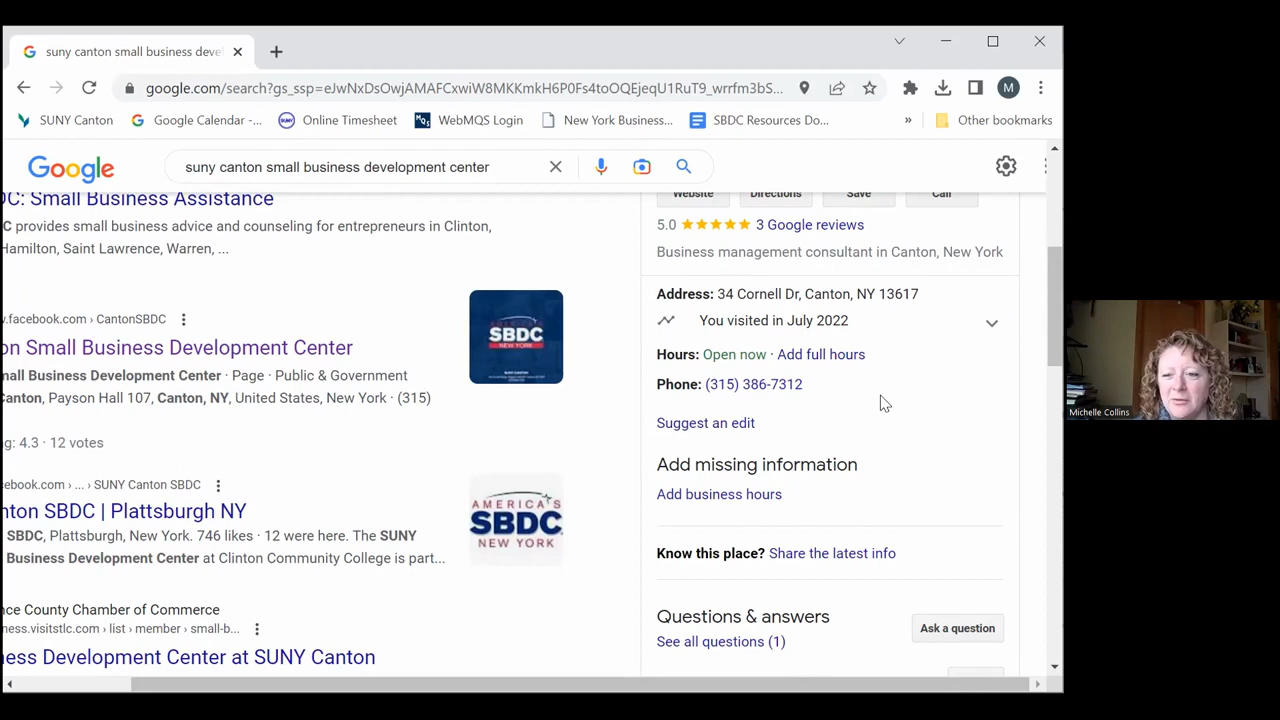 suny canton small business deve
google.com/search?gs_ssp=eJwNxDsOwjAMAFCxwiW8MKKmkH6P0Fs4toOQEjeqU1RuT9_wrrfm3bS...
M
SUNY Canton
Google Calendar -...
Online Timesheet
WebMQS Login
New York Business...
SBDC Resources Do...
»
Other bookmarks
Google
suny canton small business development center
DC: Small Business Assistance
C provides small business advice and counseling for entrepreneurs in Clinton,
Hamilton, Saint Lawrence, Warren, ...
v.facebook.com › CantonSBDC
on Small Business Development Center
mall Business Development Center · Page · Public & Government
Canton, Payson Hall 107, Canton, NY, United States, New York · (315)
ng: 4.3 · 12 votes
AMERICA'S
SBDC
NEW YORK
cebook.com › ... › SUNY Canton SBDC
nton SBDC | Plattsburgh NY
SBDC, Plattsburgh, New York. 746 likes · 12 were here. The SUNY
Business Development Center at Clinton Community College is part...
AMERICA'S
SBDC
NEW YORK
nce County Chamber of Commerce
ness.visitstlc.com › list › member › small-b...
ness Development Center at SUNY Canton
Website
Directions
Save
Call
5.0
3 Google reviews
Business management consultant in Canton, New York
Address: 34 Cornell Dr, Canton, NY 13617
You visited in July 2022
Hours: Open now · Add full hours
Phone: (315) 386-7312
Suggest an edit
Add missing information
Add business hours
Know this place? Share the latest info
Questions & answers
See all questions (1)
Ask a question
Michelle Collins